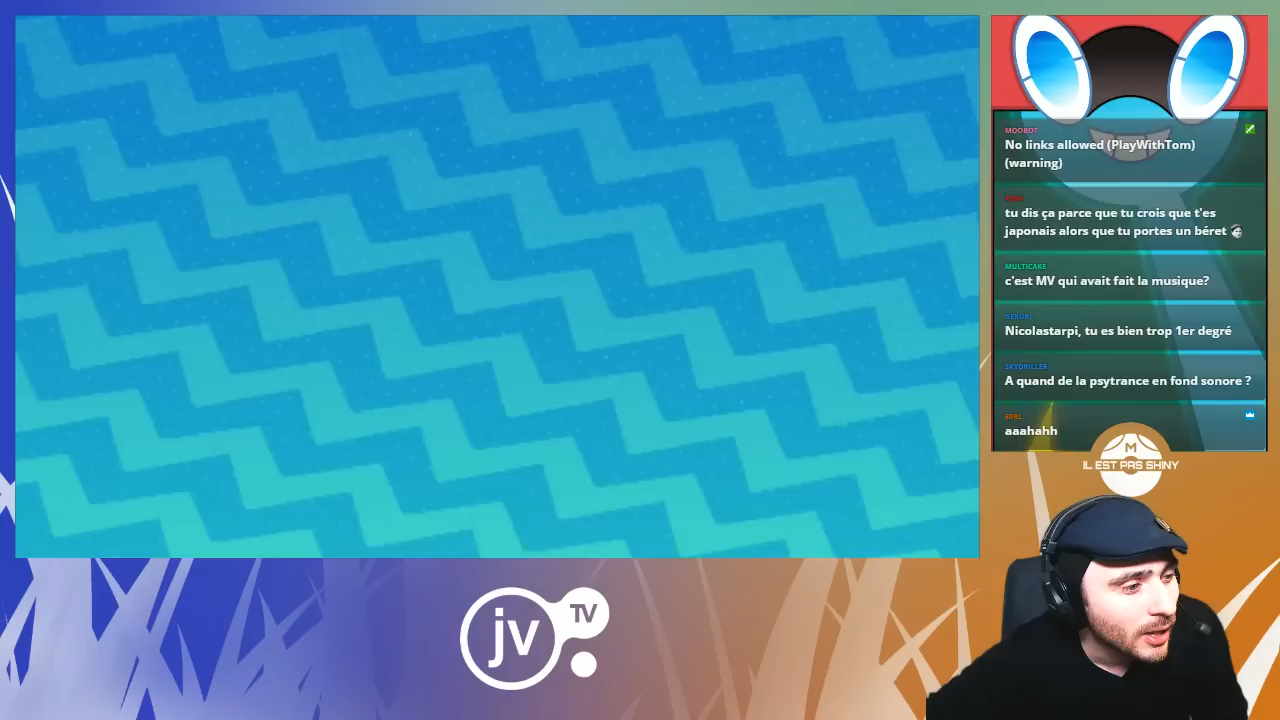 MOOBOT
No links allowed (PlayWithTom)
(warning)
tu dis ça parce que tu crois que t'es
japonais alors que tu portes un béret
MULTICAKE
c'est MV qui avait fait la musique?
GEKUBI
Nicolastarpi, tu es bien trop 1er degré
SKYDRILLER
A quand de la psytrance en fond sonore ?
EDRL
aaahahh
M
IL EST PAS SHINY
jv TV